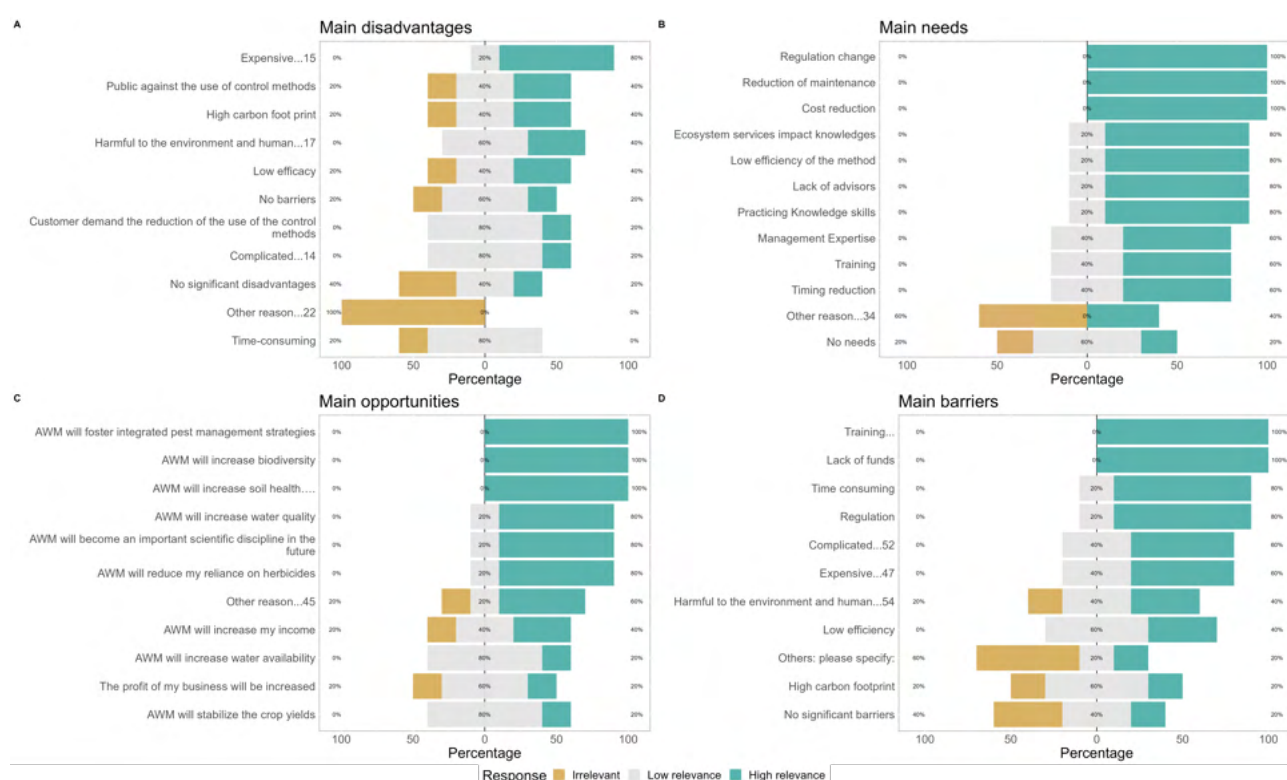 A
Main disadvantages
Expensive...15 0% 20% 80%
Public against the use of control methods 20% 40% 40%
High carbon foot print 20% 40% 40%
Harmful to the environment and human...17 0% 60% 40%
Low efficacy 20% 40% 40%
No barriers 20% 60% 20%
Customer demand the reduction of the use of the control
methods 0% 80% 20%
Complicated...14 0% 80% 20%
No significant disadvantages 40% 40% 20%
Other reason...22 100% 0% 0%
Time-consuming 20% 80% 0%
100 50 0 50 100
Percentage
B
Main needs
Regulation change 0% 0% 100%
Reduction of maintenance 0% 0% 100%
Cost reduction 0% 0% 100%
Ecosystem services impact knowledges 0% 20% 80%
Low efficiency of the method 0% 20% 80%
Lack of advisors 0% 20% 80%
Practicing Knowledge skills 0% 20% 80%
Management Expertise 0% 40% 60%
Training 0% 40% 60%
Timing reduction 0% 40% 60%
Other reason...34 60% 0% 40%
No needs 20% 60% 20%
100 50 0 50 100
Percentage
C
Main opportunities
AWM will foster integrated pest management strategies 0% 0% 100%
AWM will increase biodiversity 0% 0% 100%
AWM will increase soil health.... 0% 0% 100%
AWM will increase water quality 0% 20% 80%
AWM will become an important scientific discipline in the
future 0% 20% 80%
AWM will reduce my reliance on herbicides 0% 20% 80%
Other reason...45 20% 20% 60%
AWM will increase my income 20% 40% 40%
AWM will increase water availability 0% 80% 20%
The profit of my business will be increased 20% 60% 20%
AWM will stabilize the crop yields 0% 80% 20%
100 50 0 50 100
Percentage
D
Main barriers
Training... 0% 0% 100%
Lack of funds 0% 0% 100%
Time consuming 0% 20% 80%
Regulation 0% 20% 80%
Complicated...52 0% 40% 60%
Expensive...47 0% 40% 60%
Harmful to the environment and human...54 20% 40% 40%
Low efficiency 0% 60% 40%
Others: please specify: 60% 20% 20%
High carbon footprint 20% 60% 20%
No significant barriers 40% 40% 20%
100 50 0 50 100
Percentage
Response Irrelevant Low relevance High relevance